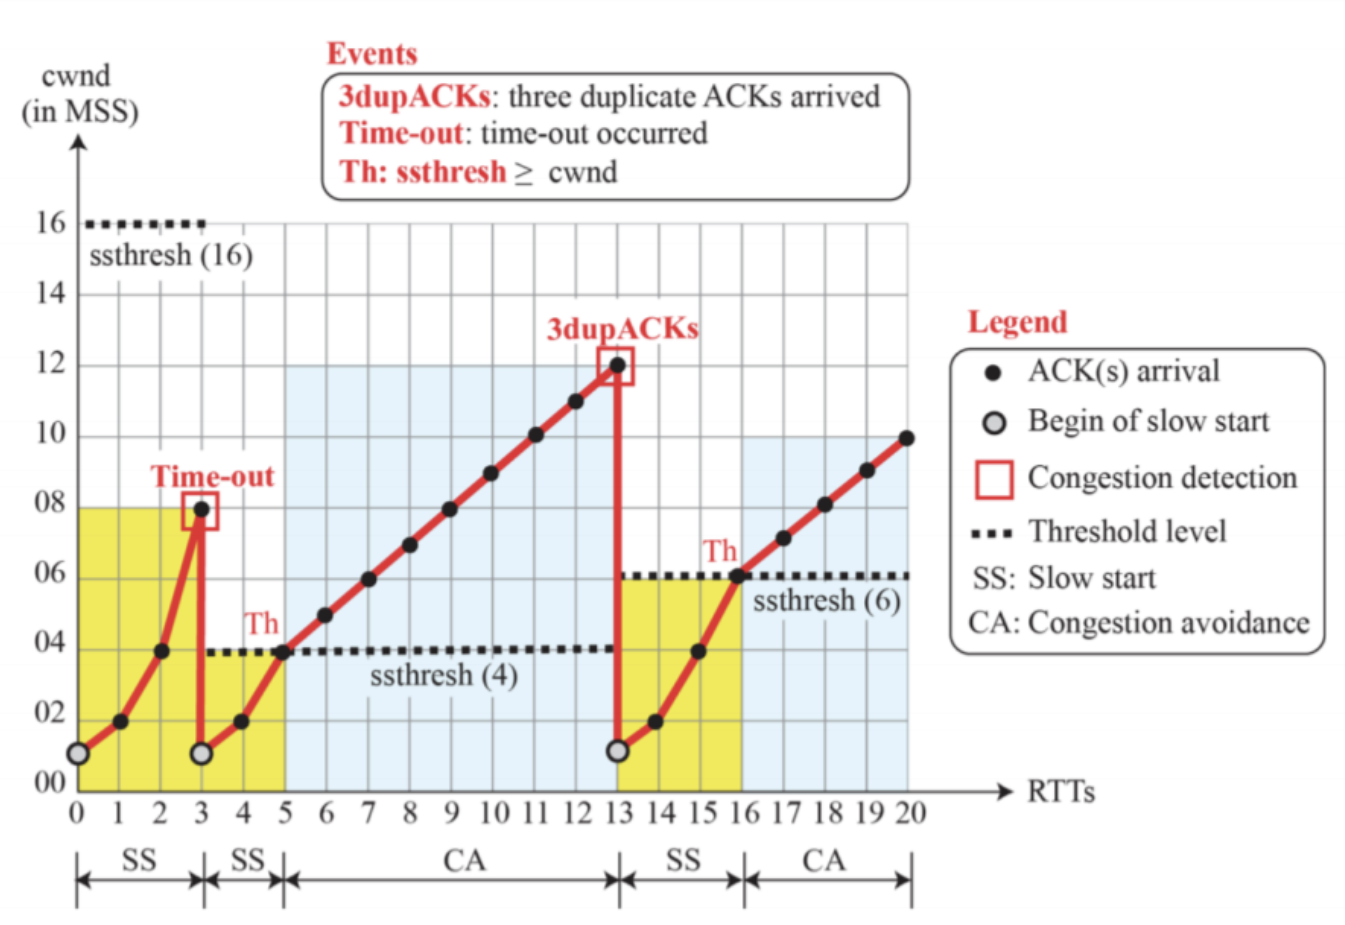 Events
3dupACKs: three duplicate ACKs arrived
Time-out: time-out occurred
Th: ssthresh ≥ cwnd
cwnd
(in MSS)
16
ssthresh (16)
14
3dupACKs
12
10
Time-out
08
Th
06
ssthresh (6)
Th
04
ssthresh (4)
02
00
0 1 2 3 4 5 6 7 8 9 10 11 12 13 14 15 16 17 18 19 20
RTTs
SS SS CA SS CA
Legend
ACK(s) arrival
Begin of slow start
Congestion detection
Threshold level
SS: Slow start
CA: Congestion avoidance